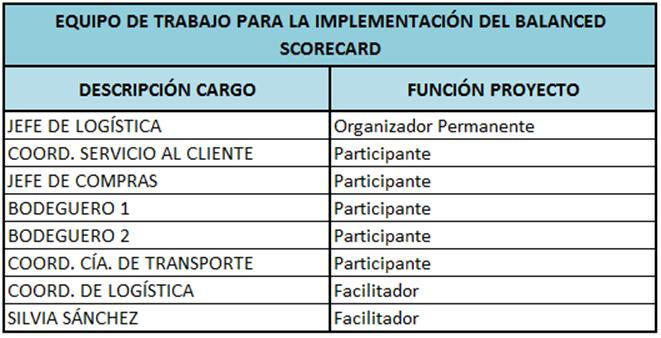 EQUIPO DE TRABAJO PARA LA IMPLEMENTACIÓN DEL BALANCED
SCORECARD
DESCRIPCIÓN CARGO FUNCIÓN PROYECTO
JEFE DE LOGÍSTICA Organizador Permanente
COORD. SERVICIO AL CLIENTE Participante
JEFE DE COMPRAS Participante
BODEGUERO 1 Participante
BODEGUERO 2 Participante
COORD. CÍA. DE TRANSPORTE Participante
COORD. DE LOGÍSTICA Facilitador
SILVIA SÁNCHEZ Facilitador